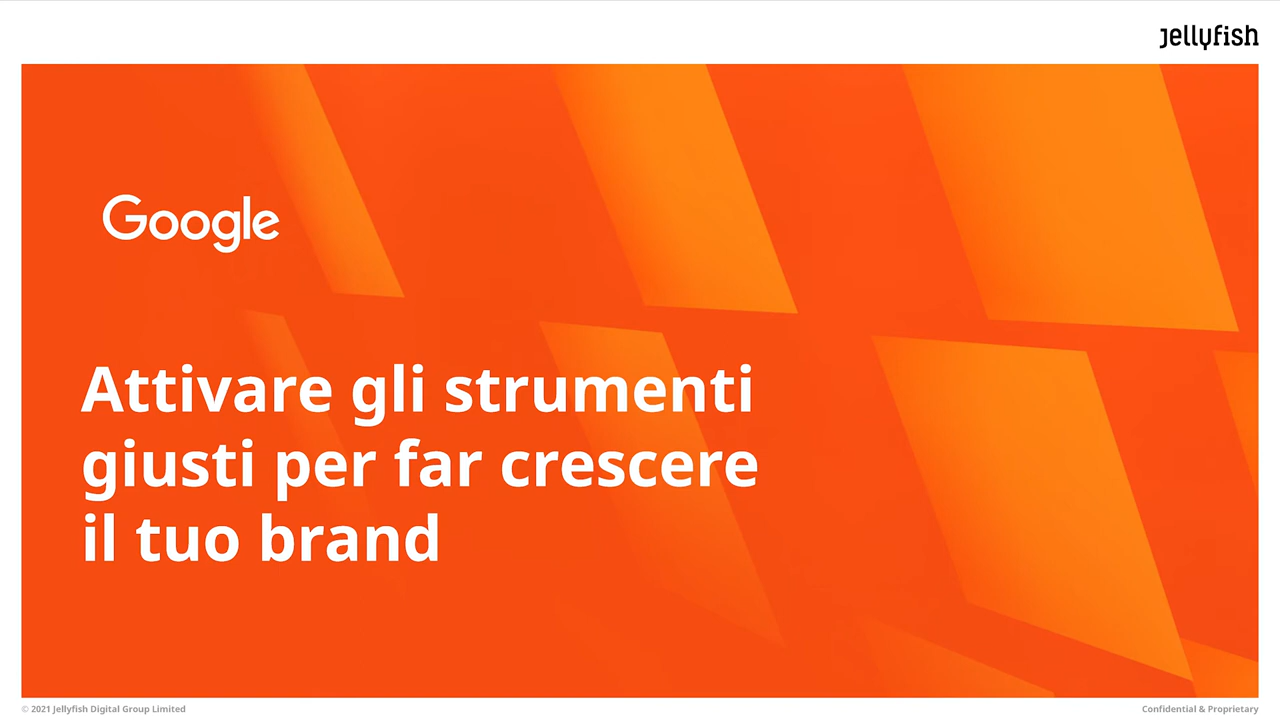 Jellyfish
Google
Attivare gli strumenti
giusti per far crescere
il tuo brand
© 2021 Jellyfish Digital Group Limited
Confidential & Proprietary